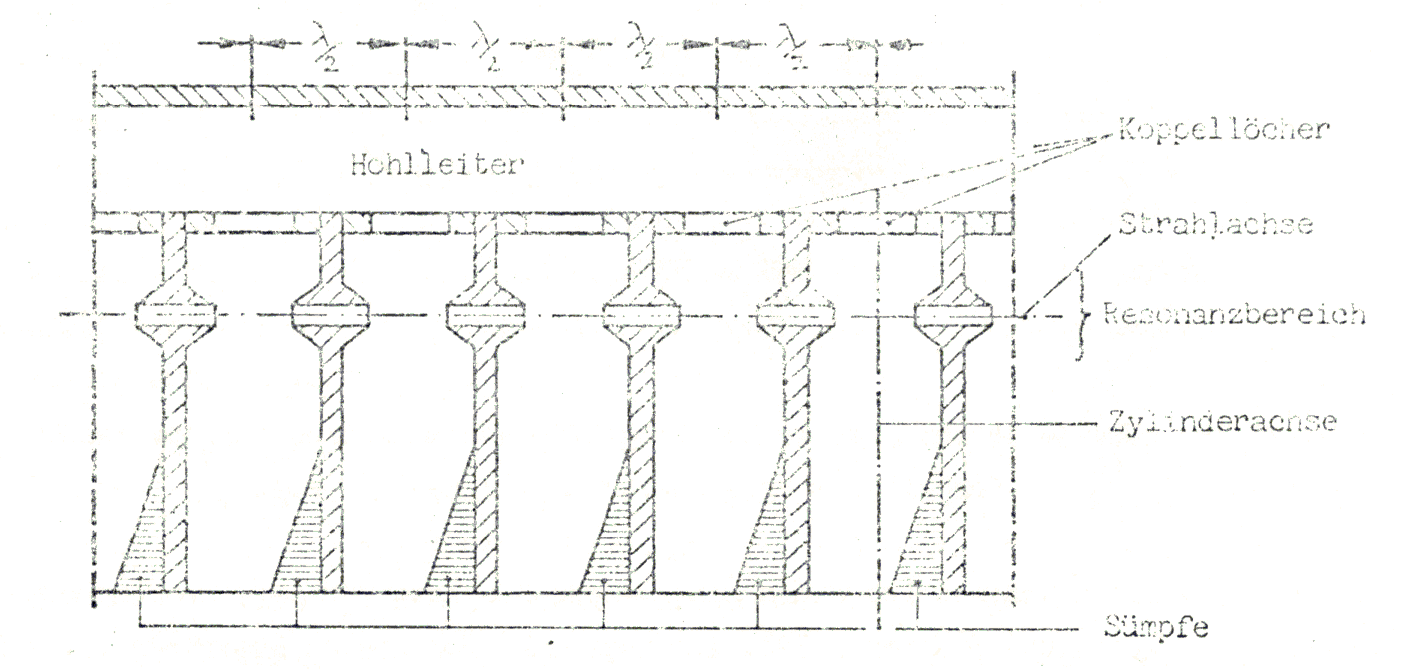 λ/2 λ/2 λ/2 λ/2
Koppellöcher
Hohlleiter
Strahlachse
Resonanzbereich
Zylinderachse
Sümpfe